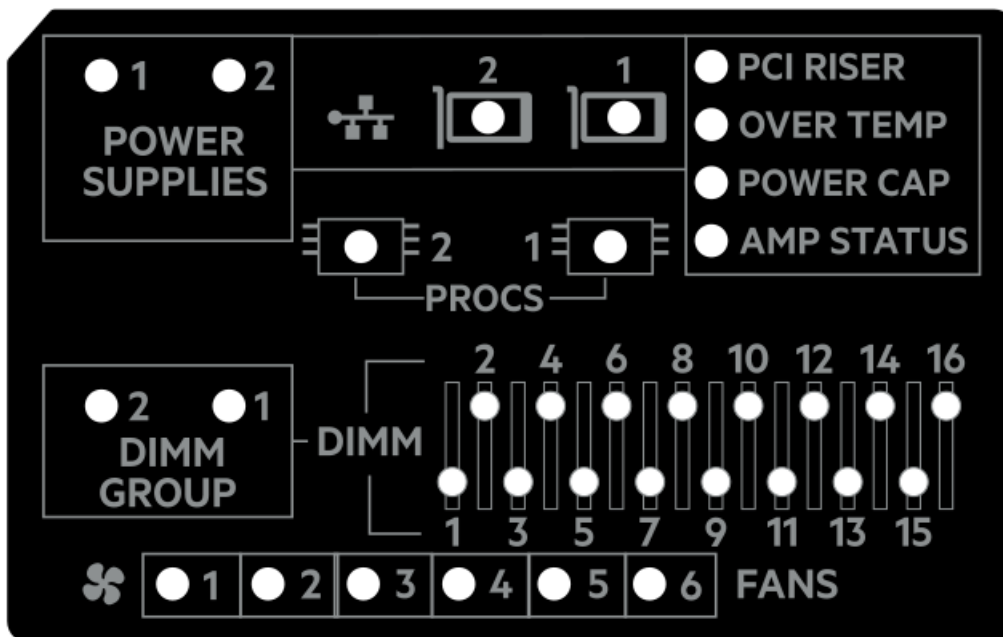 1 2
POWER
SUPPLIES
2 1
PCI RISER
OVER TEMP
POWER CAP
AMP STATUS
2 1
PROCS
2 1
DIMM
GROUP
DIMM
2 4 6 8 10 12 14 16
1 3 5 7 9 11 13 15
1 2 3 4 5 6 FANS